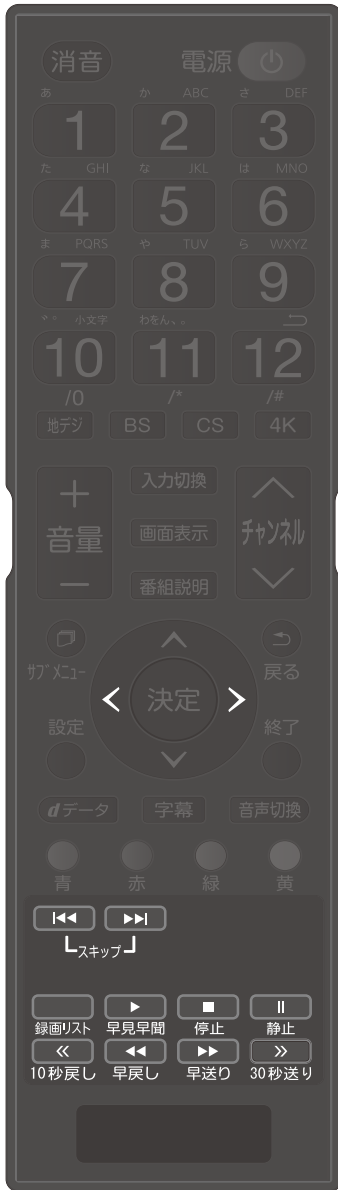 消音 電源
あ か ABC さ DEF
1 2 3
た GHI な JKL は MNO
4 5 6
ま PQRS や TUV ら WXYZ
7 8 9
゛゜ 小文字 わをん、。
10 11 12
/0 /* /#
地デジ BS CS 4K
+ 入力切換
音量 画面表示 チャンネル
− 番組説明
サブメニュー 戻る
決定
設定 終了
dデータ 字幕 音声切換
青 赤 緑 黄
スキップ
録画リスト 早見早聞 停止 静止
10秒戻し 早戻し 早送り 30秒送り